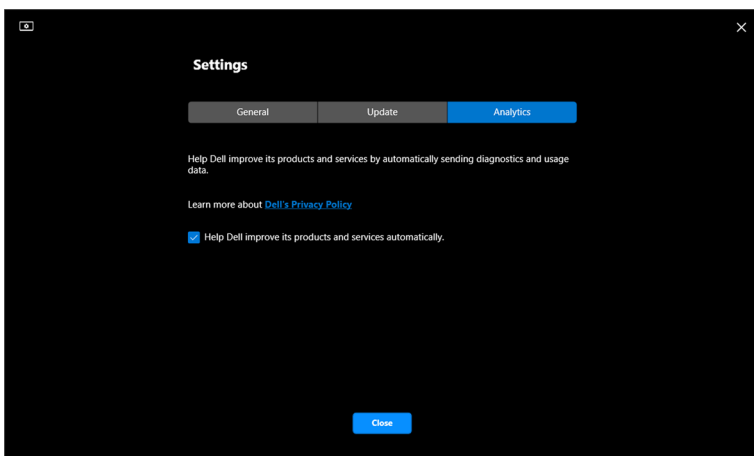 Settings
General Update Analytics
Help Dell improve its products and services by automatically sending diagnostics and usage
data.
Learn more about Dell's Privacy Policy
Help Dell improve its products and services automatically.
Close